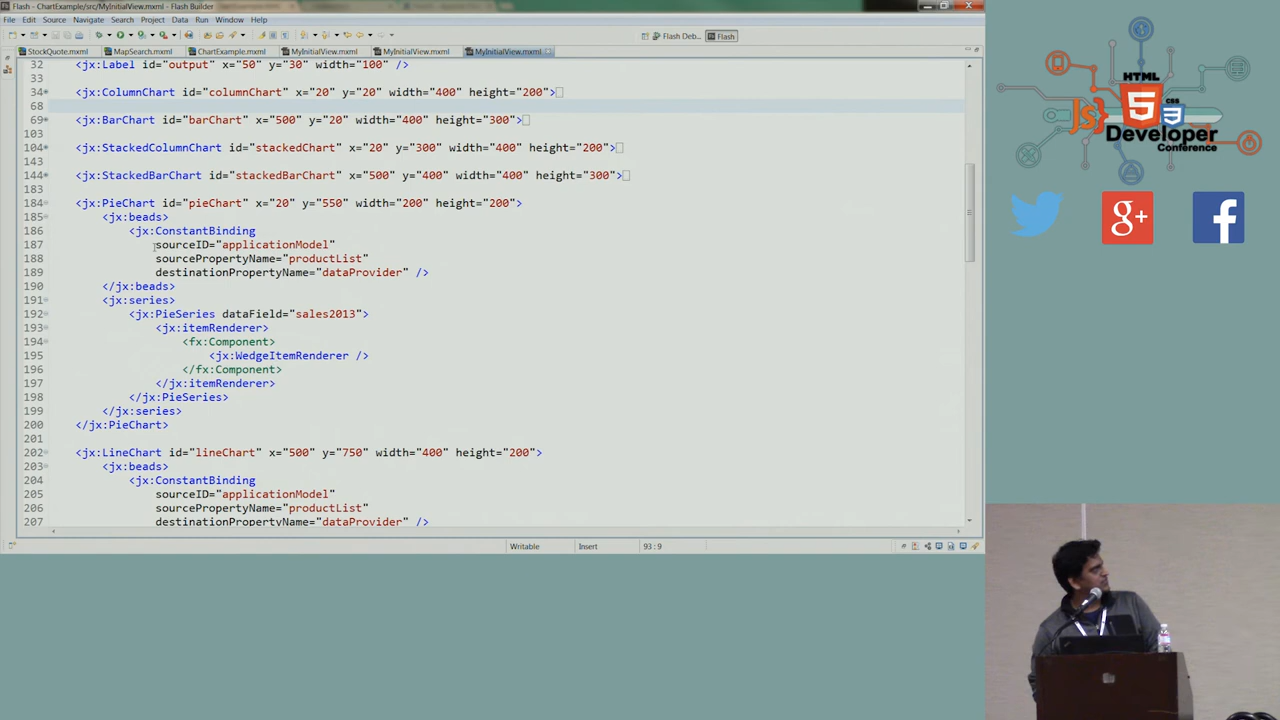 Flash - ChartExample/src/MyInitialView.mxml - Flash Builder
File Edit Source Navigate Search Project Data Run Window Help
Flash Debu... Flash
StockQuote.mxml MapSearch.mxml ChartExample.mxml MyInitialView.mxml MyInitialView.mxml MyInitialView.mxml
32 <jx:Label id="output" x="50" y="30" width="100" />
33
34 <jx:ColumnChart id="columnChart" x="20" y="20" width="400" height="200">
68
69 <jx:BarChart id="barChart" x="500" y="20" width="400" height="300">
103
104 <jx:StackedColumnChart id="stackedChart" x="20" y="300" width="400" height="200">
143
144 <jx:StackedBarChart id="stackedBarChart" x="500" y="400" width="400" height="300">
183
184 <jx:PieChart id="pieChart" x="20" y="550" width="200" height="200">
185 <jx:beads>
186 <jx:ConstantBinding
187 sourceID="applicationModel"
188 sourcePropertyName="productList"
189 destinationPropertyName="dataProvider" />
190 </jx:beads>
191 <jx:series>
192 <jx:PieSeries dataField="sales2013">
193 <jx:itemRenderer>
194 <fx:Component>
195 <jx:WedgeItemRenderer />
196 </fx:Component>
197 </jx:itemRenderer>
198 </jx:PieSeries>
199 </jx:series>
200 </jx:PieChart>
201
202 <jx:LineChart id="lineChart" x="500" y="750" width="400" height="200">
203 <jx:beads>
204 <jx:ConstantBinding
205 sourceID="applicationModel"
206 sourcePropertyName="productList"
207 destinationPropertyName="dataProvider" />
Writable Insert 93 : 9
HTML
JS} 5 CSS 3
Developer
Conference
g+
f